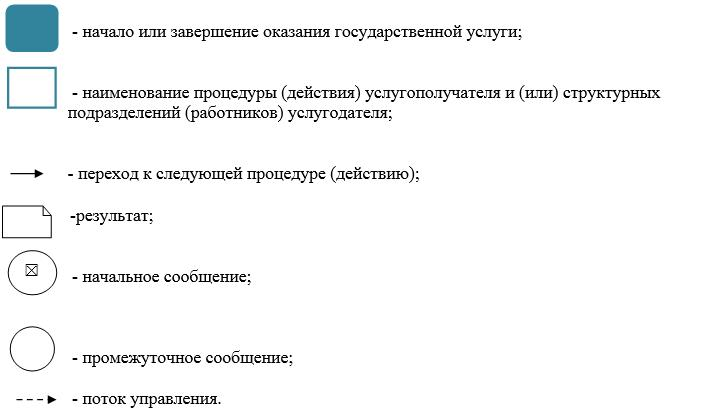 - начало или завершение оказания государственной услуги;
- наименование процедуры (действия) услугополучателя и (или) структурных
подразделений (работников) услугодателя;
- переход к следующей процедуре (действию);
-результат;
- начальное сообщение;
- промежуточное сообщение;
- поток управления.